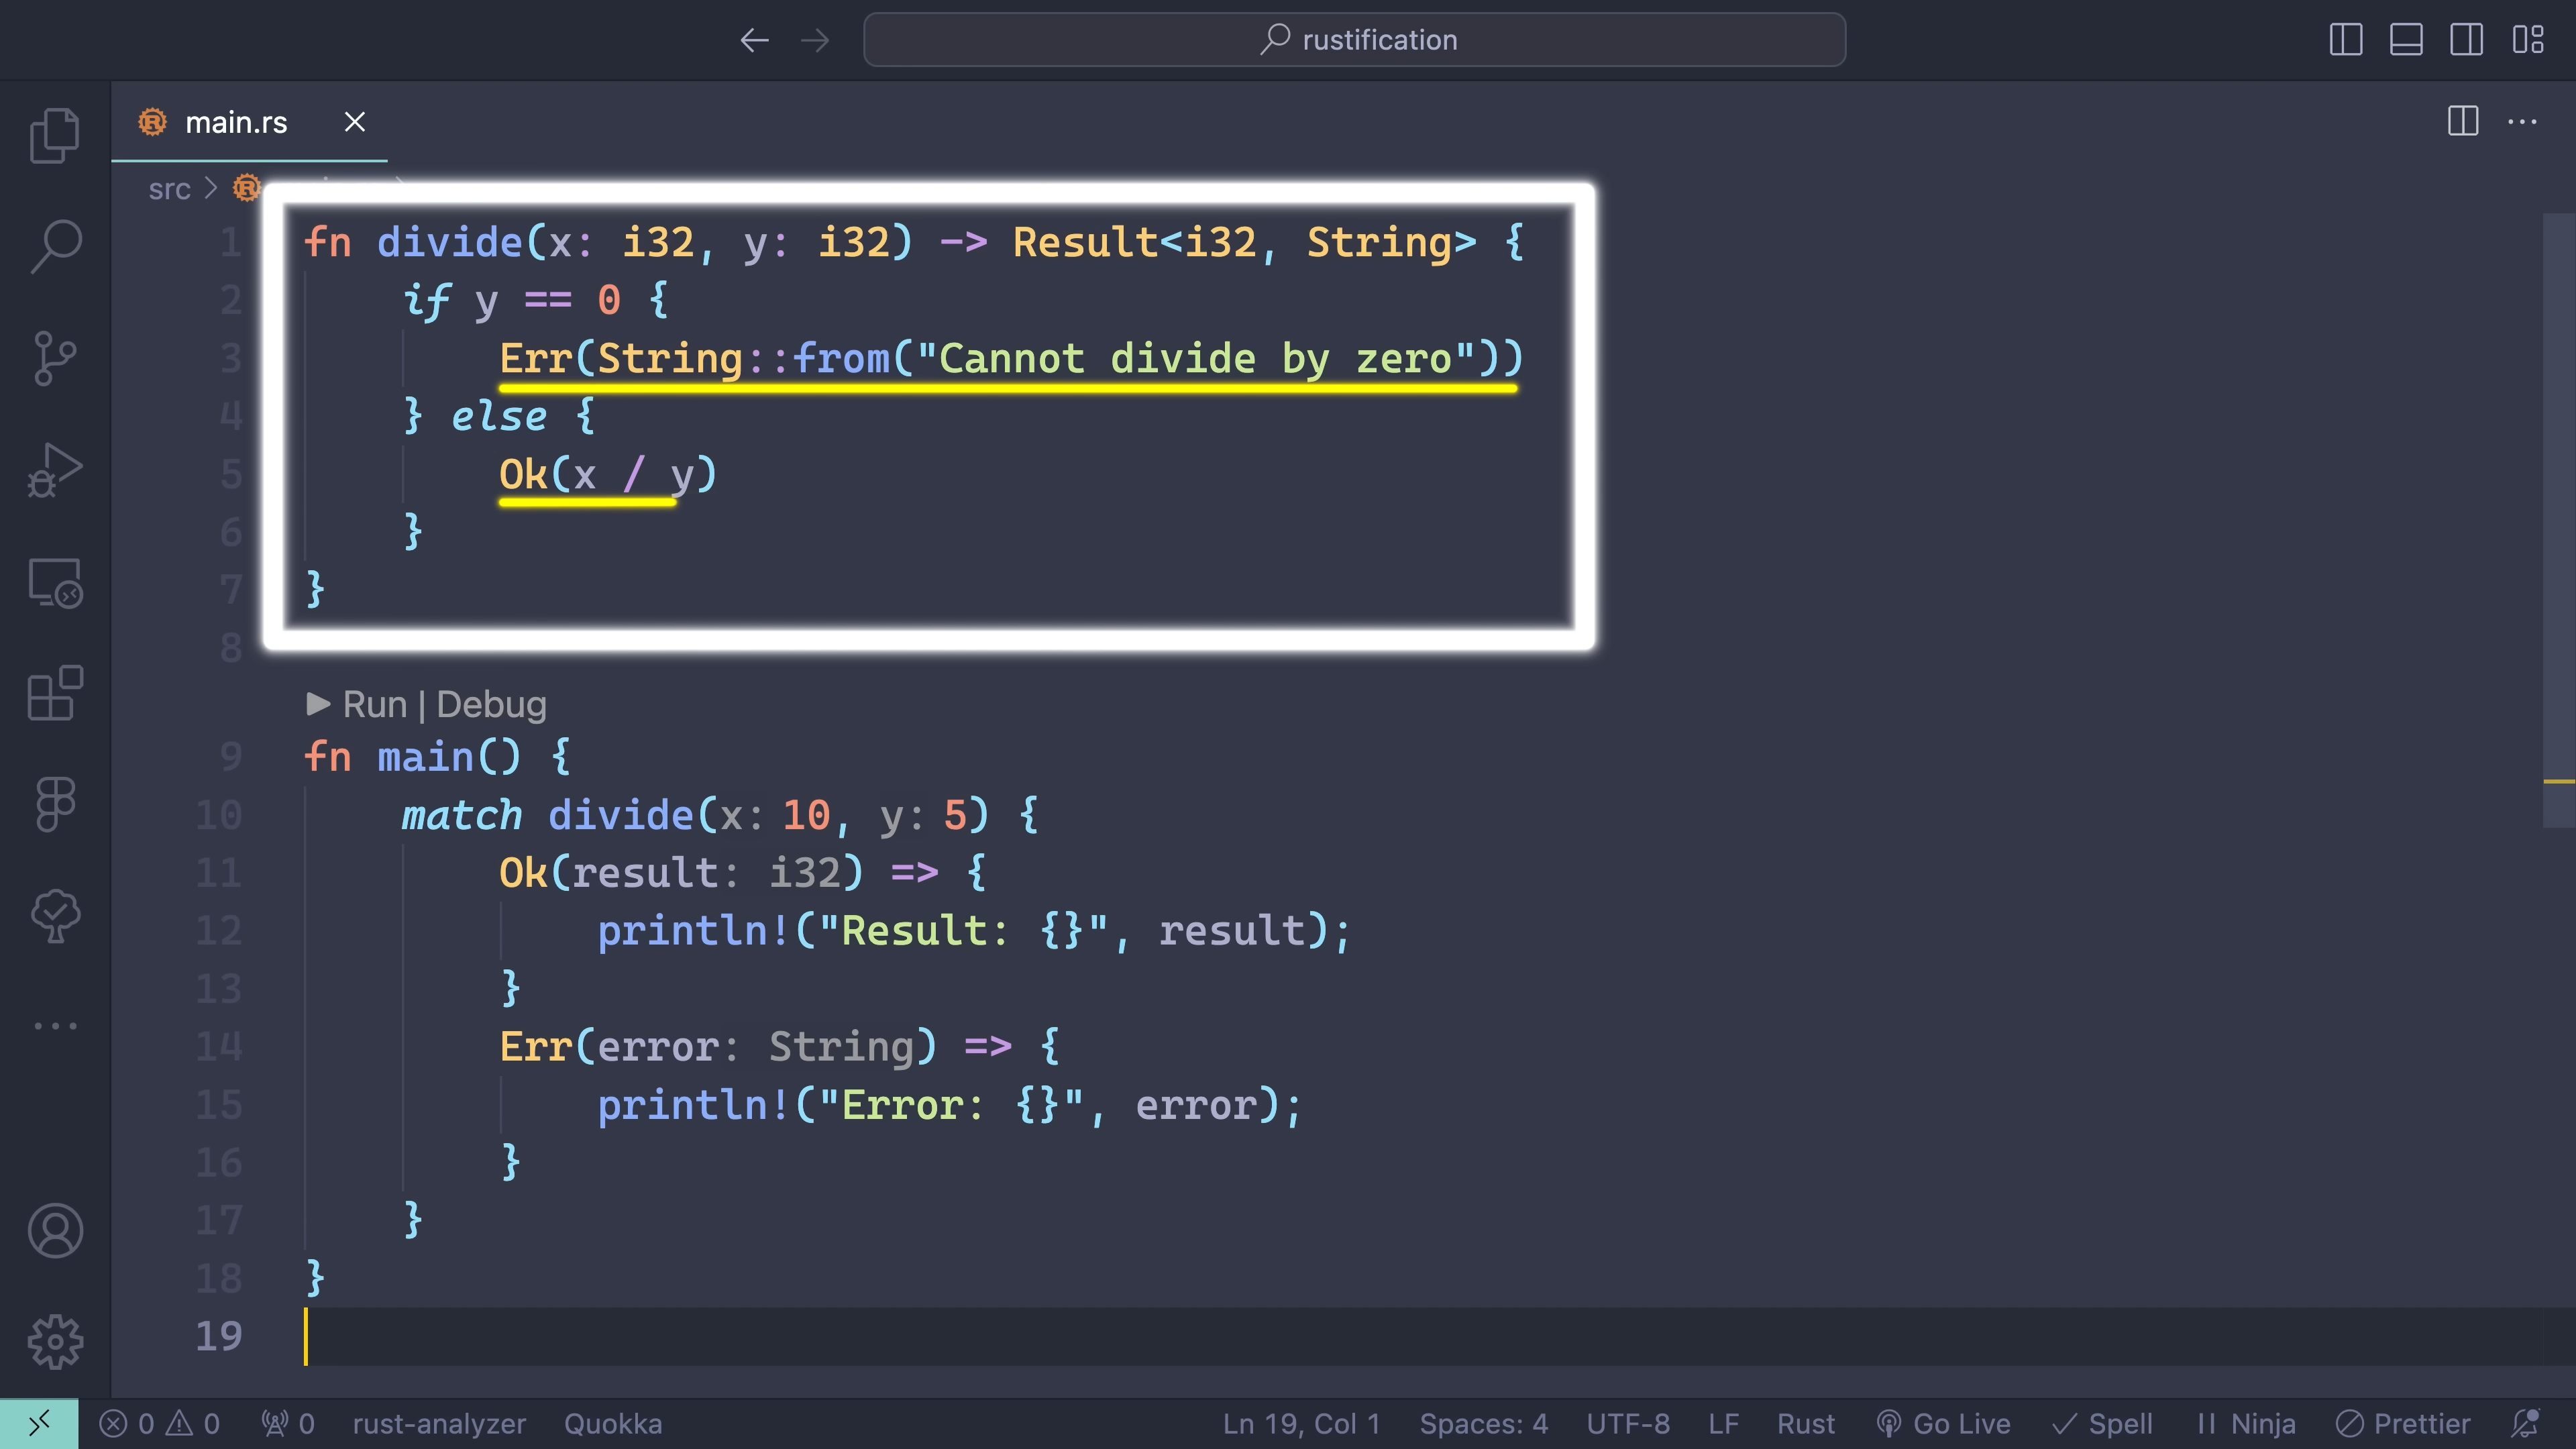 rustification
main.rs
src >
1 fn divide(x: i32, y: i32) -> Result<i32, String> {
2 if y == 0 {
3 Err(String::from("Cannot divide by zero"))
4 } else {
5 Ok(x / y)
6 }
7 }
8
▶ Run | Debug
9 fn main() {
10 match divide(x: 10, y: 5) {
11 Ok(result: i32) => {
12 println!("Result: {}", result);
13 }
14 Err(error: String) => {
15 println!("Error: {}", error);
16 }
17 }
18 }
19
0 0 0 rust-analyzer Quokka Ln 19, Col 1 Spaces: 4 UTF-8 LF Rust Go Live Spell Ninja Prettier